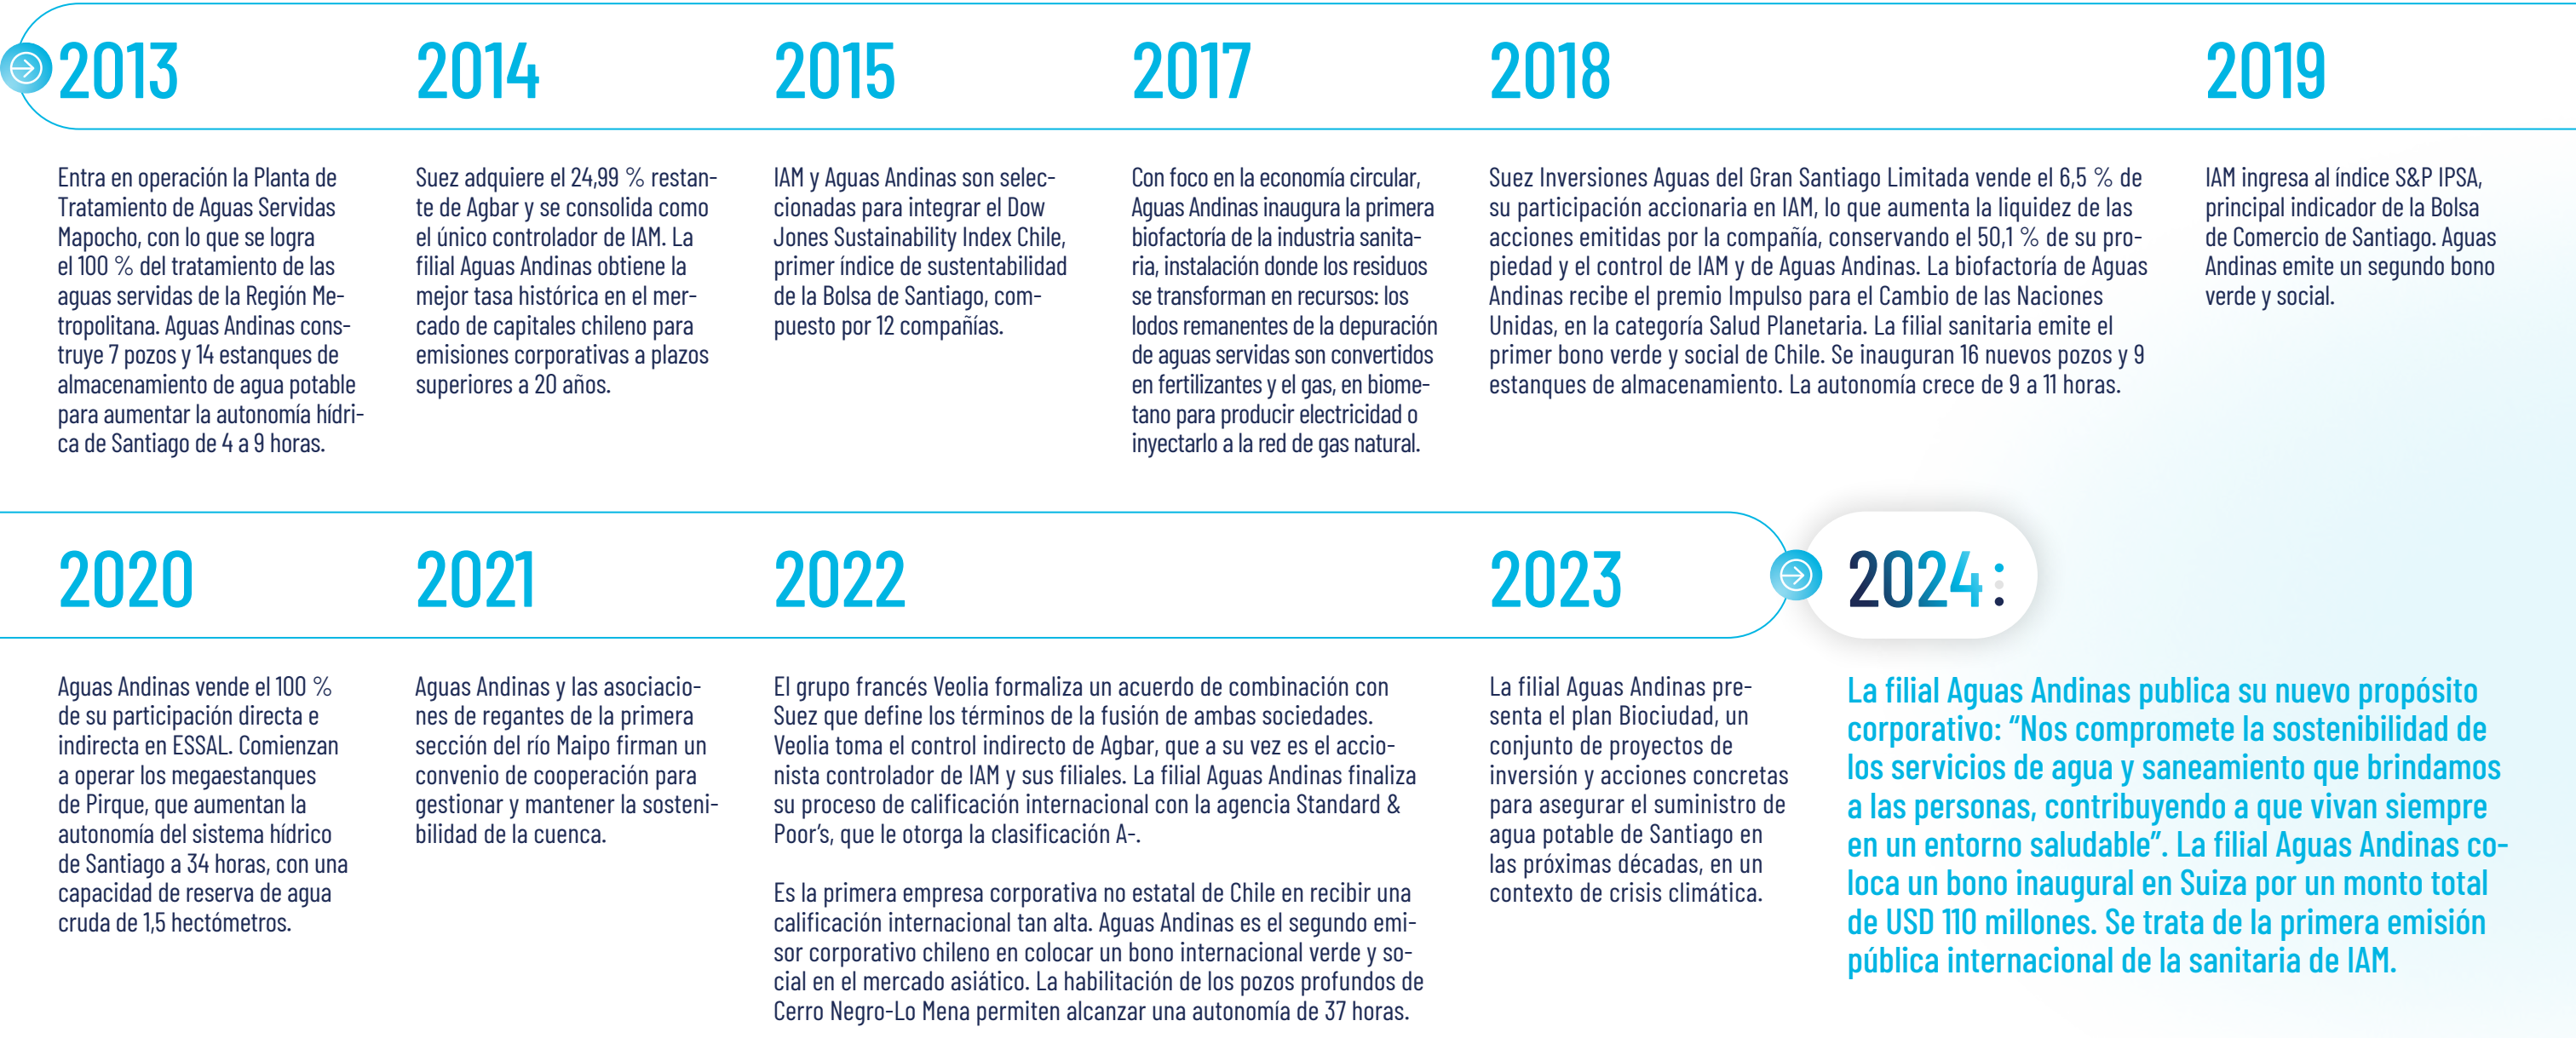 2013
Entra en operación la Planta de
Tratamiento de Aguas Servidas
Mapocho, con lo que se logra
el 100 % del tratamiento de las
aguas servidas de la Región Me-
tropolitana. Aguas Andinas cons-
truye 7 pozos y 14 estanques de
almacenamiento de agua potable
para aumentar la autonomía hídri-
ca de Santiago de 4 a 9 horas.
2014
Suez adquiere el 24,99 % restan-
te de Agbar y se consolida como
el único controlador de IAM. La
filial Aguas Andinas obtiene la
mejor tasa histórica en el mer-
cado de capitales chileno para
emisiones corporativas a plazos
superiores a 20 años.
2015
IAM y Aguas Andinas son selec-
cionadas para integrar el Dow
Jones Sustainability Index Chile,
primer índice de sustentabilidad
de la Bolsa de Santiago, com-
puesto por 12 compañías.
2017
Con foco en la economía circular,
Aguas Andinas inaugura la primera
biofactoría de la industria sanita-
ria, instalación donde los residuos
se transforman en recursos: los
lodos remanentes de la depuración
de aguas servidas son convertidos
en fertilizantes y el gas, en biome-
tano para producir electricidad o
inyectarlo a la red de gas natural.
2018
Suez Inversiones Aguas del Gran Santiago Limitada vende el 6,5 % de
su participación accionaria en IAM, lo que aumenta la liquidez de las
acciones emitidas por la compañía, conservando el 50,1 % de su pro-
piedad y el control de IAM y de Aguas Andinas. La biofactoría de Aguas
Andinas recibe el premio Impulso para el Cambio de las Naciones
Unidas, en la categoría Salud Planetaria. La filial sanitaria emite el
primer bono verde y social de Chile. Se inauguran 16 nuevos pozos y 9
estanques de almacenamiento. La autonomía crece de 9 a 11 horas.
2019
IAM ingresa al índice S&P IPSA,
principal indicador de la Bolsa
de Comercio de Santiago. Aguas
Andinas emite un segundo bono
verde y social.
2020
Aguas Andinas vende el 100 %
de su participación directa e
indirecta en ESSAL. Comienzan
a operar los megaestanques
de Pirque, que aumentan la
autonomía del sistema hídrico
de Santiago a 34 horas, con una
capacidad de reserva de agua
cruda de 1,5 hectómetros.
2021
Aguas Andinas y las asociacio-
nes de regantes de la primera
sección del río Maipo firman un
convenio de cooperación para
gestionar y mantener la sosteni-
bilidad de la cuenca.
2022
El grupo francés Veolia formaliza un acuerdo de combinación con
Suez que define los términos de la fusión de ambas sociedades.
Veolia toma el control indirecto de Agbar, que a su vez es el accio-
nista controlador de IAM y sus filiales. La filial Aguas Andinas finaliza
su proceso de calificación internacional con la agencia Standard &
Poor's, que le otorga la clasificación A-.
Es la primera empresa corporativa no estatal de Chile en recibir una
calificación internacional tan alta. Aguas Andinas es el segundo emi-
sor corporativo chileno en colocar un bono internacional verde y so-
cial en el mercado asiático. La habilitación de los pozos profundos de
Cerro Negro-Lo Mena permiten alcanzar una autonomía de 37 horas.
2023
La filial Aguas Andinas pre-
senta el plan Biociudad, un
conjunto de proyectos de
inversión y acciones concretas
para asegurar el suministro de
agua potable de Santiago en
las próximas décadas, en un
contexto de crisis climática.
2024:
La filial Aguas Andinas publica su nuevo propósito
corporativo: “Nos compromete la sostenibilidad de
los servicios de agua y saneamiento que brindamos
a las personas, contribuyendo a que vivan siempre
en un entorno saludable”. La filial Aguas Andinas co-
loca un bono inaugural en Suiza por un monto total
de USD 110 millones. Se trata de la primera emisión
pública internacional de la sanitaria de IAM.